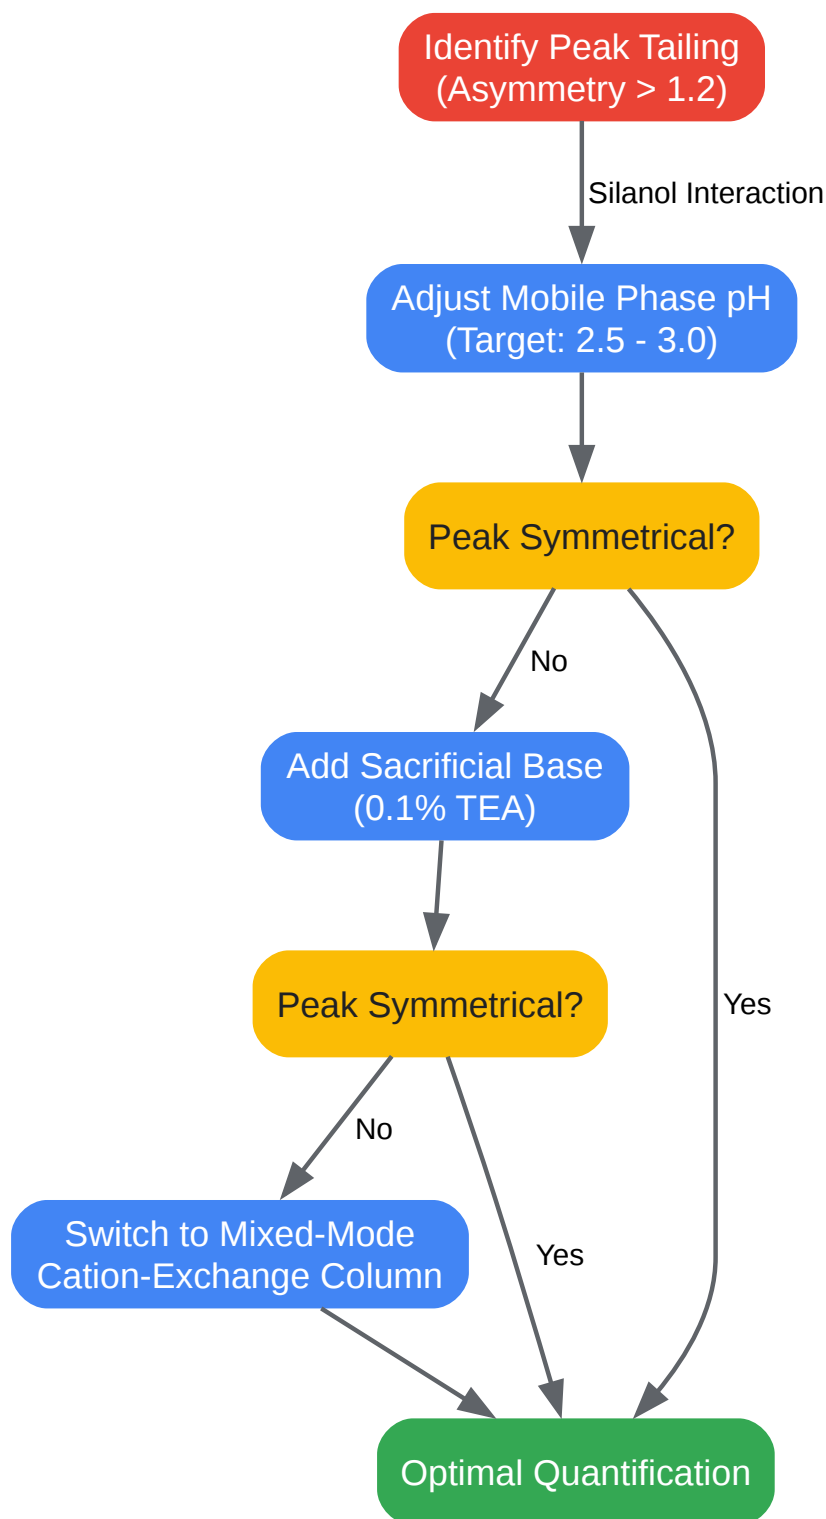 Identify Peak Tailing
(Asymmetry > 1.2)
Silanol Interaction
Adjust Mobile Phase pH
(Target: 2.5 - 3.0)
Peak Symmetrical?
No
Add Sacrificial Base
(0.1% TEA)
Peak Symmetrical?
Yes
No
Switch to Mixed-Mode
Cation-Exchange Column
Yes
Optimal Quantification